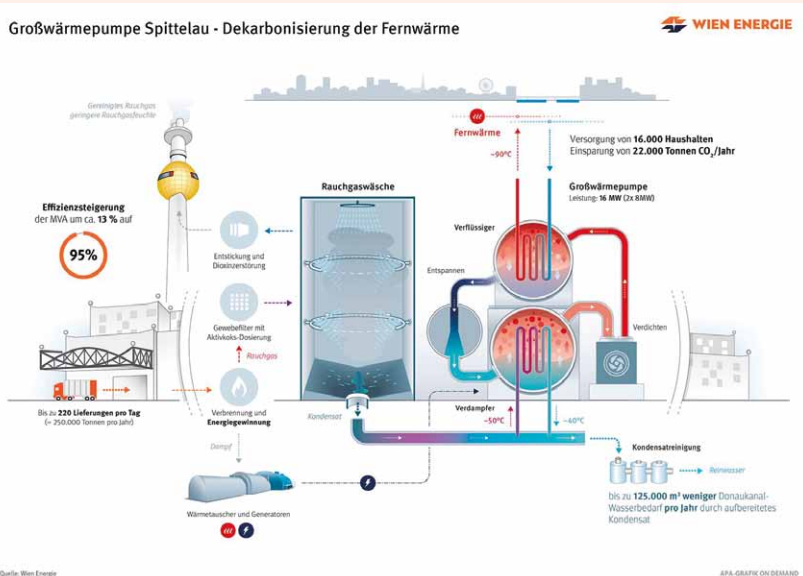 Großwärmepumpe Spittelau - Dekarbonisierung der Fernwärme
WIEN ENERGIE
Gereinigtes Rauchgas
geringere Rauchgasfeuchte
Fernwärme
~90°C
Versorgung von 16.000 Haushalten
Einsparung von 22.000 Tonnen CO₂/Jahr
Effizienzsteigerung
der MVA um ca. 13 % auf
95%
Rauchgaswäsche
Großwärmepumpe
Leistung: 16 MW (2x 8MW)
Verflüssiger
Entstickung und
Dioxinzerstörung
Entspannen
Gewebefilter mit
Aktivkoks-Dosierung
Verdichten
Rauchgas
Bis zu 220 Lieferungen pro Tag
(= 250.000 Tonnen pro Jahr)
Verbrennung und
Energiegewinnung
Kondensat
Verdampfer
~50°C
~40°C
Dampf
Kondensatreinigung
Reinwasser
bis zu 125.000 m³ weniger Donaukanal-
Wasserbedarf pro Jahr durch aufbereitetes
Kondensat
Wärmetauscher und Generatoren
Quelle: Wien Energie
APA-GRAFIK ON DEMAND